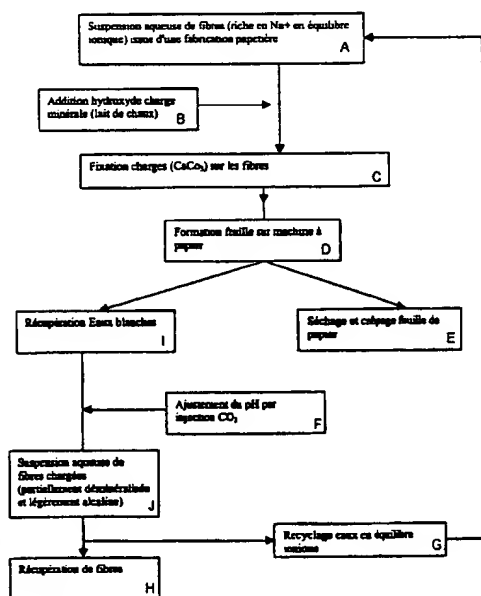 Suspension aqueuse de fibres (riche en Na+ en équilibre
ionique) issue d'une fabrication papetière
A
Addition hydroxyde charge
minérale (lait de chaux)
B
Fixation charges (CaCo3) sur les fibres
C
Formation feuille sur machine à
papier
D
Récupération Eaux blanches
I
Séchage et crêpage feuille de
papier
E
Ajustement du pH par
injection CO2
F
Suspension aqueuse de
fibres chargées
(partiellement déminéralisée
et légèrement alcaline)
J
Recyclage eaux en équilibre
ionique
G
Récupération de fibres
H